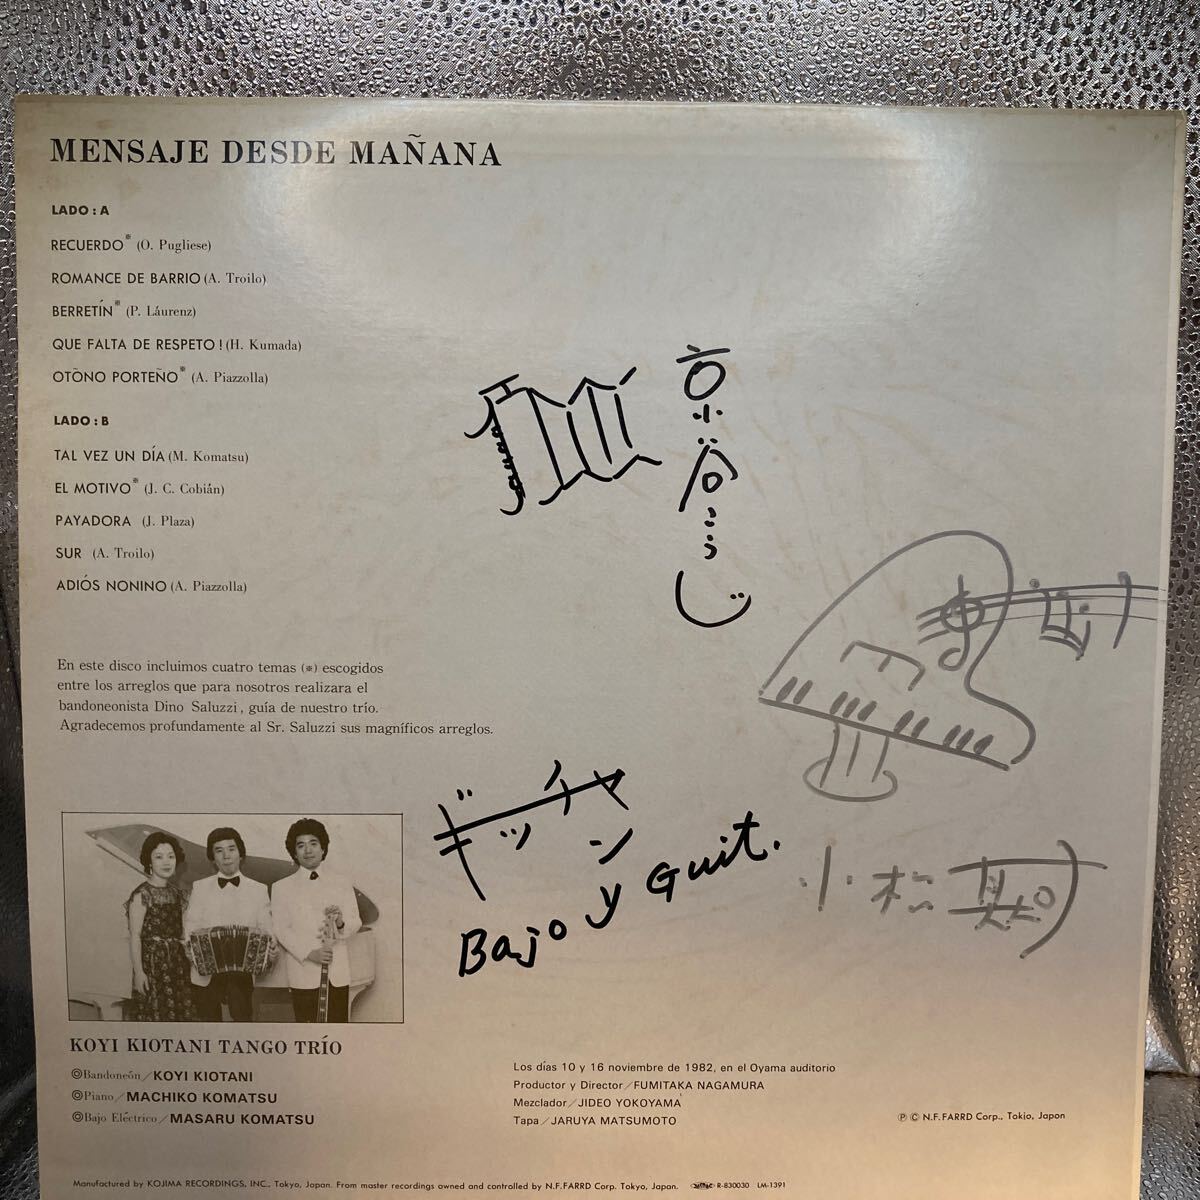 MENSAJE DESDE MAÑANA
LADO : A
RECUERDO※ (O. Pugliese)
ROMANCE DE BARRIO (A. Troilo)
BERRETÍN※ (P. Láurenz)
QUE FALTA DE RESPETO ! (H. Kumada)
OTŌNO PORTEÑO※ (A. Piazzolla)
LADO : B
TAL VEZ UN DÍA (M. Komatsu)
EL MOTIVO※ (J. C. Cobián)
PAYADORA (J. Plaza)
SUR (A. Troilo)
ADIÓS NONINO (A. Piazzolla)
En este disco incluimos cuatro temas (※) escogidos
entre los arreglos que para nosotros realizara el
bandoneonista Dino Saluzzi, guía de nuestro trío.
Agradecemos profundamente al Sr. Saluzzi sus magníficos arreglos.
京谷こうじ
ギッチャン
Bajo y Guit.
小松
KOYI KIOTANI TANGO TRÍO
◎Bandoneōn／KOYI KIOTANI
◎Piano／MACHIKO KOMATSU
◎Bajo Eléctrico／MASARU KOMATSU
Los días 10 y 16 noviembre de 1982, en el Oyama auditorio
Productor y Director／FUMITAKA NAGAMURA
Mezclador／JIDEO YOKOYAMA
Tapa／JARUYA MATSUMOTO
Ⓟ Ⓒ N.F. FARRD Corp., Tokio, Japon
Manufactured by KOJIMA RECORDINGS, INC., Tokyo, Japan. From master recordings owned and controlled by N.F.FARRD Corp. Tokyo, Japan. R-830030 LM-1391